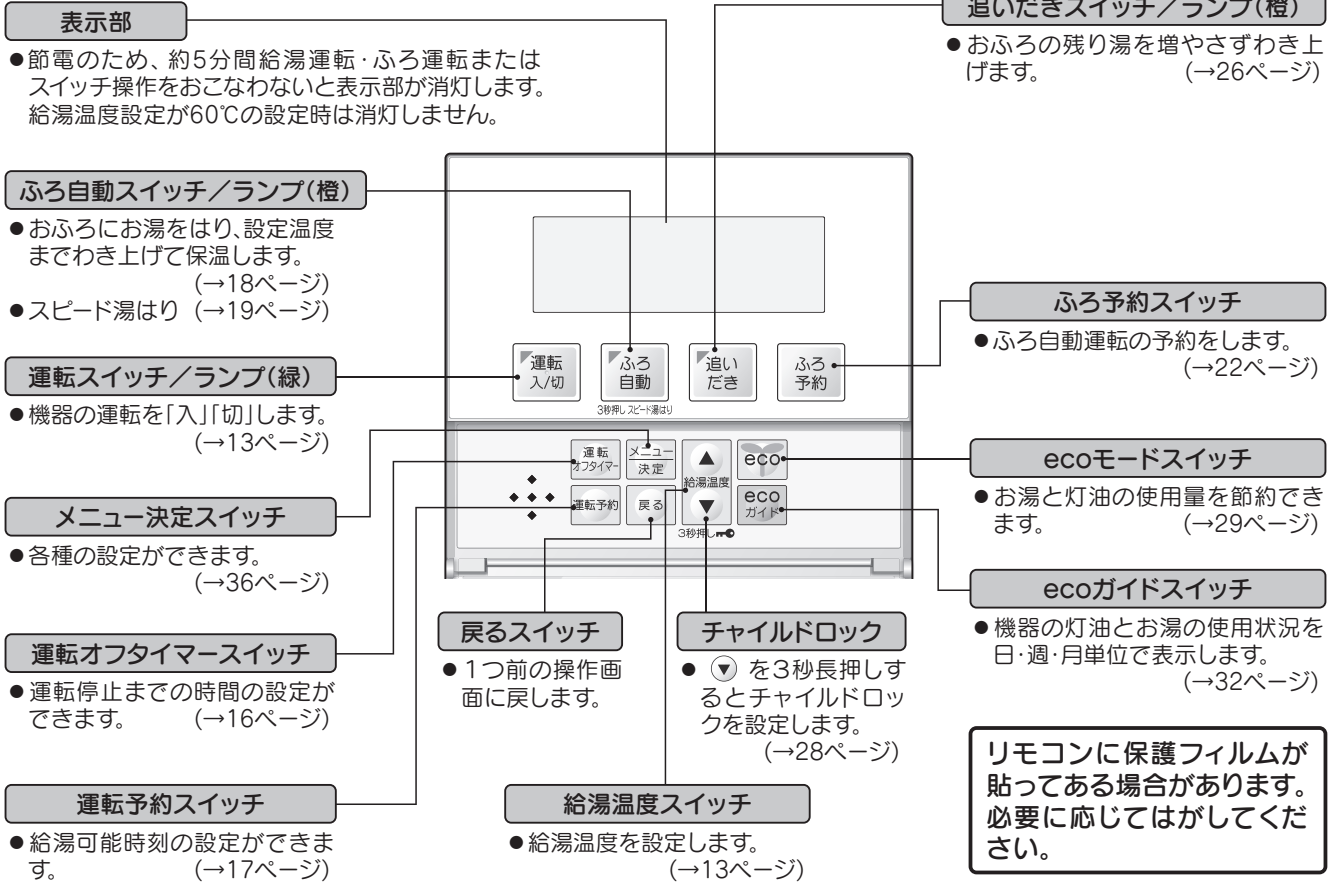 表示部
●節電のため、約5分間給湯運転・ふろ運転または
スイッチ操作をおこなわないと表示部が消灯します。
給湯温度設定が60℃の設定時は消灯しません。
追いだきスイッチ／ランプ(橙)
●おふろの残り湯を増やさずわき上
げます。 (→26ページ)
ふろ自動スイッチ／ランプ(橙)
●おふろにお湯をはり、設定温度
までわき上げて保温します。
(→18ページ)
●スピード湯はり (→19ページ)
運転スイッチ／ランプ(緑)
●機器の運転を「入」「切」します。
(→13ページ)
メニュー決定スイッチ
●各種の設定ができます。
(→36ページ)
運転オフタイマースイッチ
●運転停止までの時間の設定が
できます。 (→16ページ)
運転予約スイッチ
●給湯可能時刻の設定ができま
す。 (→17ページ)
運転
入/切
ふろ
自動
追い
だき
ふろ
予約
3秒押し スピード湯はり
運転
オフタイマー
メニュー
決定
▲
eco
給湯温度
運転予約
戻る
▼
eco
ガイド
3秒押し
戻るスイッチ
●1つ前の操作画
面に戻します。
チャイルドロック
● ▼ を3秒長押しす
るとチャイルドロッ
クを設定します。
(→28ページ)
給湯温度スイッチ
●給湯温度を設定します。
(→13ページ)
ふろ予約スイッチ
●ふろ自動運転の予約をします。
(→22ページ)
ecoモードスイッチ
●お湯と灯油の使用量を節約でき
ます。 (→29ページ)
ecoガイドスイッチ
●機器の灯油とお湯の使用状況を
日・週・月単位で表示します。
(→32ページ)
リモコンに保護フィルムが
貼ってある場合があります。
必要に応じてはがしてくだ
さい。